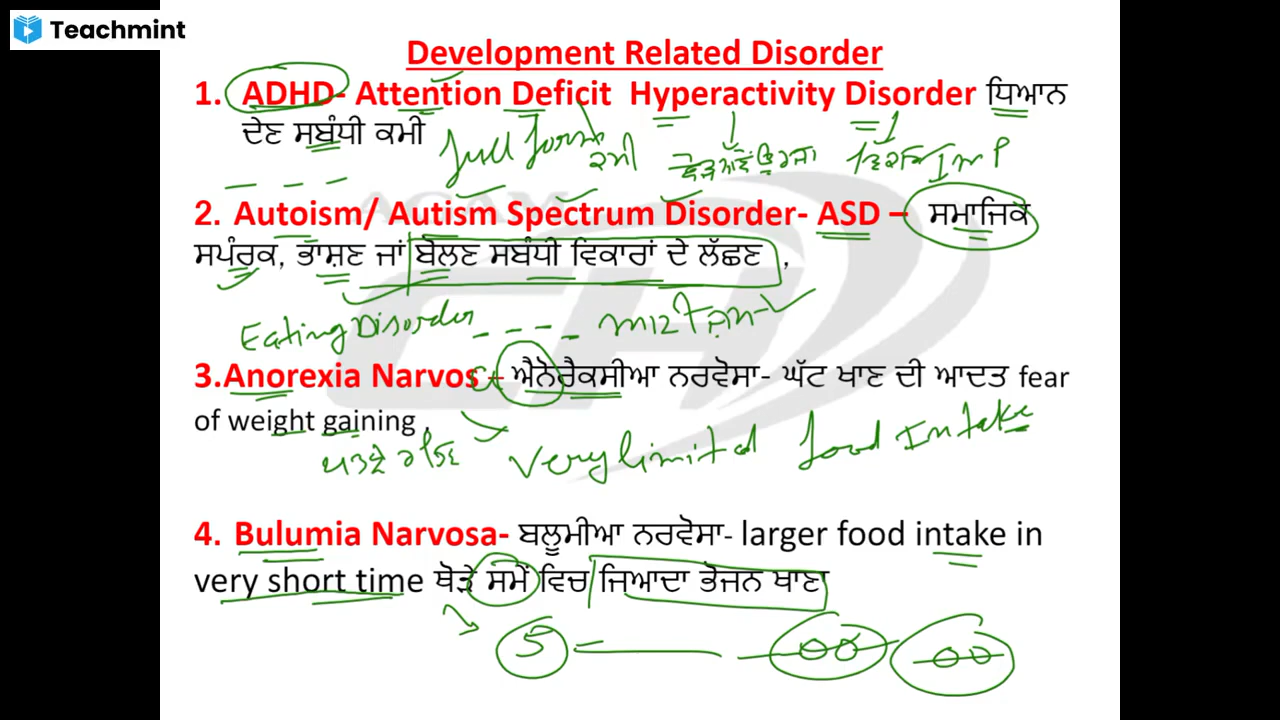 Teachmint
Development Related Disorder
1. ADHD- Attention Deficit Hyperactivity Disorder ਧਿਆਨ
ਦੇਣ ਸਬੰਧੀ ਕਮੀ
full form
ਕਮੀ
2. Autoism/ Autism Spectrum Disorder- ASD – ਸਮਾਜਿਕ
ਸਪੰਰਕ, ਭਾਸ਼ਣ ਜਾਂ ਬੋਲਣ ਸਬੰਧੀ ਵਿਕਾਰਾਂ ਦੇ ਲੱਛਣ ,
Eating Disorder
3.Anorexia Narvos – ਐਨੋਰੈਕਸੀਆ ਨਰਵੋਸਾ- ਘੱਟ ਖਾਣ ਦੀ ਆਦਤ fear
of weight gaining ,
Very limited food Intake
4. Bulumia Narvosa- ਬਲੂਮੀਆ ਨਰਵੋਸਾ- larger food intake in
very short time ਥੋੜੇ ਸਮੇਂ ਵਿਚ ਜਿਆਦਾ ਭੋਜਨ ਖਾਣਾ
5